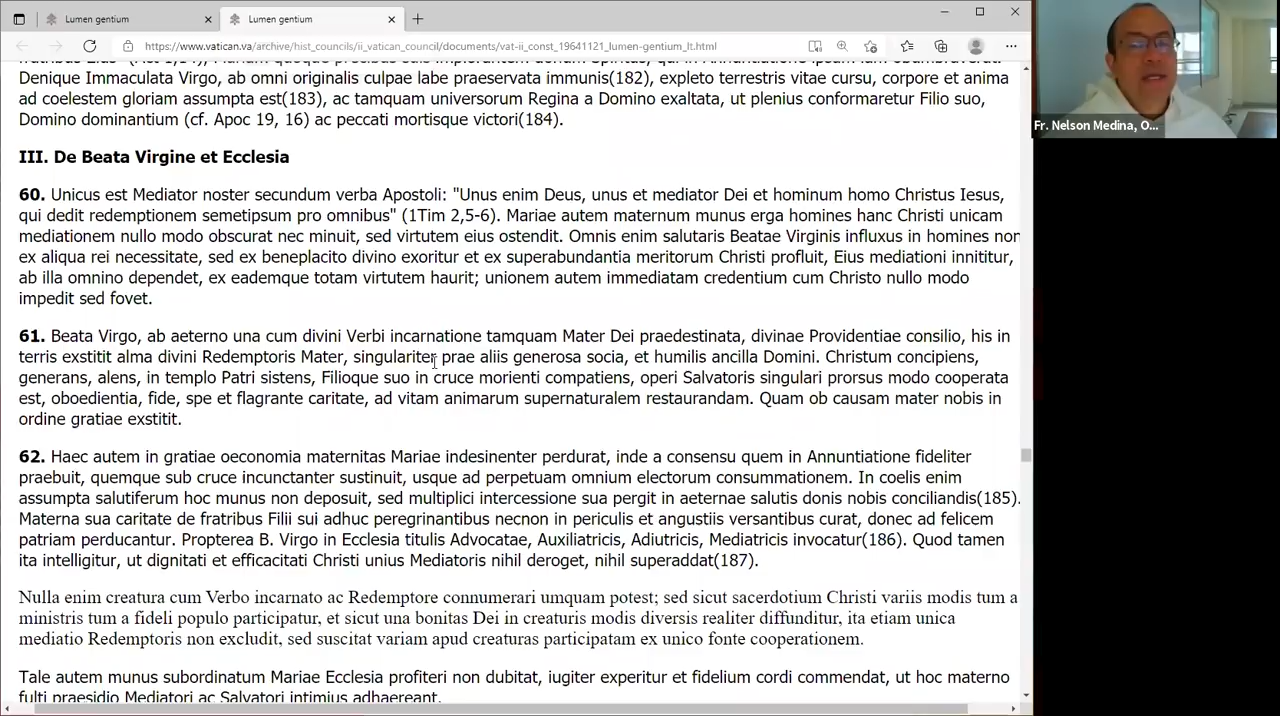 Lumen gentium
Lumen gentium
https://www.vatican.va/archive/hist_councils/ii_vatican_council/documents/vat-ii_const_19641121_lumen-gentium_lt.html
Denique Immaculata Virgo, ab omni originalis culpae labe praeservata immunis(182), expleto terrestris vitae cursu, corpore et anima
ad coelestem gloriam assumpta est(183), ac tamquam universorum Regina a Domino exaltata, ut plenius conformaretur Filio suo,
Domino dominantium (cf. Apoc 19, 16) ac peccati mortisque victori(184).
III. De Beata Virgine et Ecclesia
60. Unicus est Mediator noster secundum verba Apostoli: "Unus enim Deus, unus et mediator Dei et hominum homo Christus Iesus,
qui dedit redemptionem semetipsum pro omnibus" (1Tim 2,5-6). Mariae autem maternum munus erga homines hanc Christi unicam
mediationem nullo modo obscurat nec minuit, sed virtutem eius ostendit. Omnis enim salutaris Beatae Virginis influxus in homines non
ex aliqua rei necessitate, sed ex beneplacito divino exoritur et ex superabundantia meritorum Christi profluit, Eius mediationi innititur,
ab illa omnino dependet, ex eademque totam virtutem haurit; unionem autem immediatam credentium cum Christo nullo modo
impedit sed fovet.
61. Beata Virgo, ab aeterno una cum divini Verbi incarnatione tamquam Mater Dei praedestinata, divinae Providentiae consilio, his in
terris exstitit alma divini Redemptoris Mater, singulariter prae aliis generosa socia, et humilis ancilla Domini. Christum concipiens,
generans, alens, in templo Patri sistens, Filioque suo in cruce morienti compatiens, operi Salvatoris singulari prorsus modo cooperata
est, oboedientia, fide, spe et flagrante caritate, ad vitam animarum supernaturalem restaurandam. Quam ob causam mater nobis in
ordine gratiae exstitit.
62. Haec autem in gratiae oeconomia maternitas Mariae indesinenter perdurat, inde a consensu quem in Annuntiatione fideliter
praebuit, quemque sub cruce incunctanter sustinuit, usque ad perpetuam omnium electorum consummationem. In coelis enim
assumpta salutiferum hoc munus non deposuit, sed multiplici intercessione sua pergit in aeternae salutis donis nobis conciliandis(185).
Materna sua caritate de fratribus Filii sui adhuc peregrinantibus necnon in periculis et angustiis versantibus curat, donec ad felicem
patriam perducantur. Propterea B. Virgo in Ecclesia titulis Advocatae, Auxiliatricis, Adiutricis, Mediatricis invocatur(186). Quod tamen
ita intelligitur, ut dignitati et efficacitati Christi unius Mediatoris nihil deroget, nihil superaddat(187).
Nulla enim creatura cum Verbo incarnato ac Redemptore connumerari umquam potest; sed sicut sacerdotium Christi variis modis tum a
ministris tum a fideli populo participatur, et sicut una bonitas Dei in creaturis modis diversis realiter diffunditur, ita etiam unica
mediatio Redemptoris non excludit, sed suscitat variam apud creaturas participatam ex unico fonte cooperationem.
Tale autem munus subordinatum Mariae Ecclesia profiteri non dubitat, iugiter experitur et fidelium cordi commendat, ut hoc materno
fulti praesidio Mediatori ac Salvatori intimius adhaereant.
Fr. Nelson Medina, O...